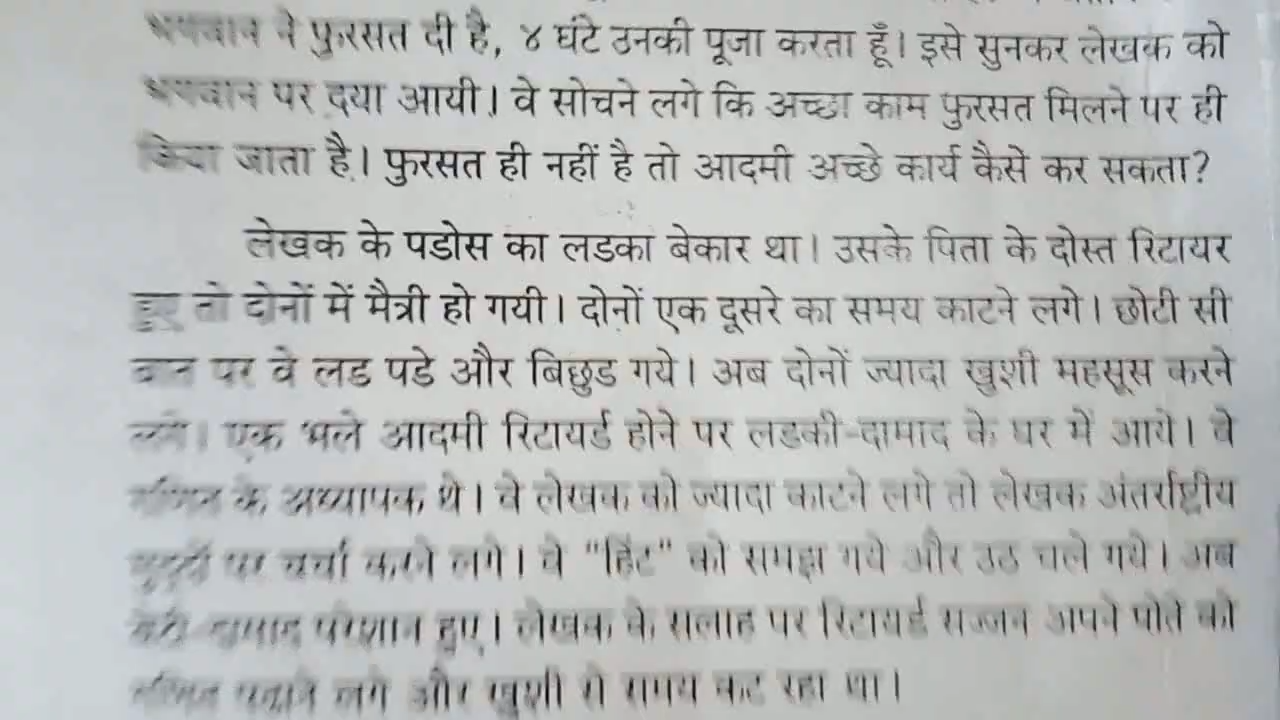 भगवान ने फुरसत दी है, ४ घंटे उनकी पूजा करता हूँ। इसे सुनकर लेखक को
भगवान पर दया आयी। वे सोचने लगे कि अच्छा काम फुरसत मिलने पर ही
किया जाता है। फुरसत ही नहीं है तो आदमी अच्छे कार्य कैसे कर सकता?
लेखक के पडोस का लडका बेकार था। उसके पिता के दोस्त रिटायर
हुए तो दोनों में मैत्री हो गयी। दोनों एक दूसरे का समय काटने लगे। छोटी सी
बात पर वे लड पडे और बिछुड गये। अब दोनों ज्यादा खुशी महसूस करने
लगे। एक भले आदमी रिटायर्ड होने पर लडकी-दामाद के घर में आये। वे
गणित के अध्यापक थे। वे लेखक को ज्यादा काटने लगे तो लेखक अंतर्राष्ट्रीय
पर चर्चा करने लगे। वे "हिंट" को समझ गये और उठ चले गये। अब
बेटी-दामाद परेशान हुए। लेखक के सलाह पर रिटायर्ड सज्जन अपने पोते को
गणित पढाने लगे और खुशी से समय कट रहा था।